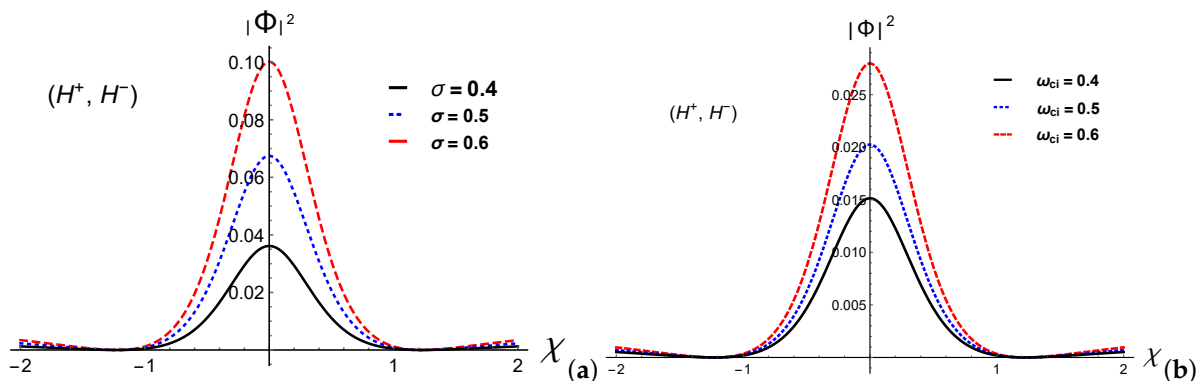 |Φ|²
0.10
(H⁺, H⁻)
σ = 0.4
0.08
σ = 0.5
σ = 0.6
0.06
0.04
0.02
−2 −1 1 2
χ (a)
|Φ|²
0.025
ω_ci = 0.4
(H⁺, H⁻)
ω_ci = 0.5
0.020
ω_ci = 0.6
0.015
0.010
0.005
−2 −1 1 2
χ (b)